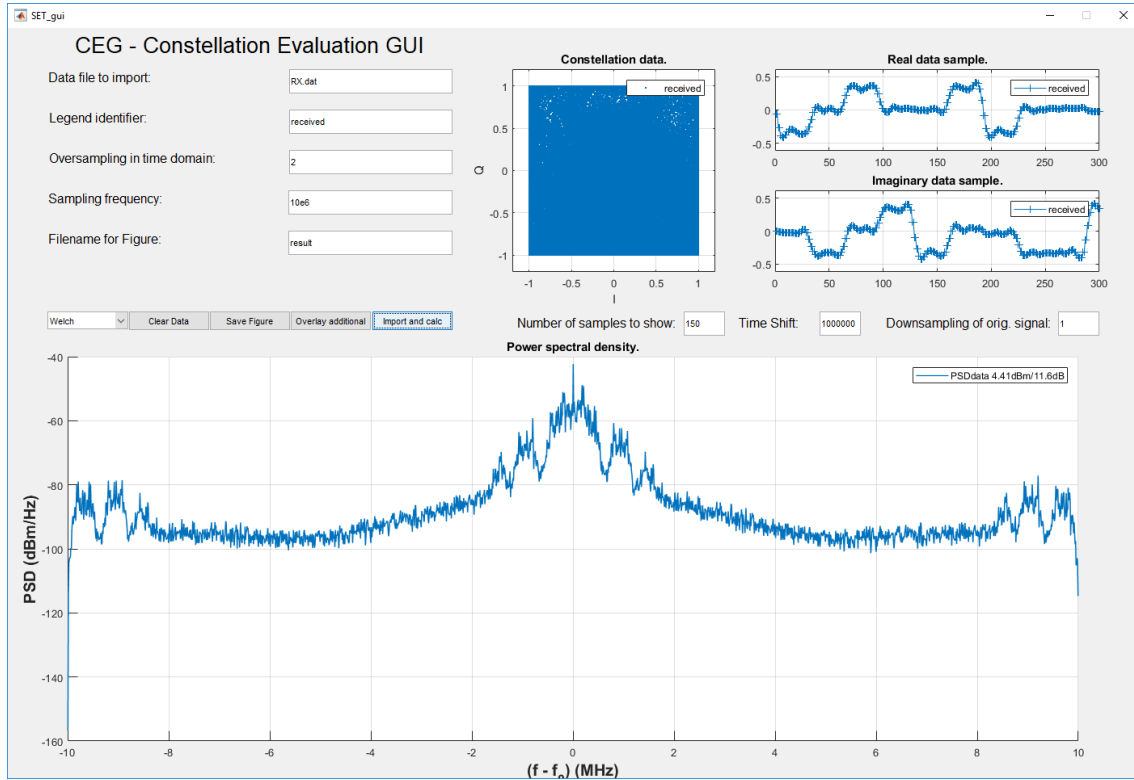 SET_gui
CEG - Constellation Evaluation GUI
Data file to import:
RX.dat
Legend identifier:
received
Oversampling in time domain:
2
Sampling frequency:
10e6
Filename for Figure:
result
Constellation data.
received
1
0.5
0
-0.5
-1
Q
-1 -0.5 0 0.5 1
I
Real data sample.
received
0.5
0
-0.5
0 50 100 150 200 250 300
Imaginary data sample.
received
0.5
0
-0.5
0 50 100 150 200 250 300
Welch
Clear Data
Save Figure
Overlay additional
Import and calc
Number of samples to show:
150
Time Shift:
1000000
Downsampling of orig. signal:
1
Power spectral density.
PSDdata 4.41dBm/11.6dB
-40
-60
-80
-100
-120
-140
-160
PSD (dBm/Hz)
-10 -8 -6 -4 -2 0 2 4 6 8 10
(f - fo) (MHz)